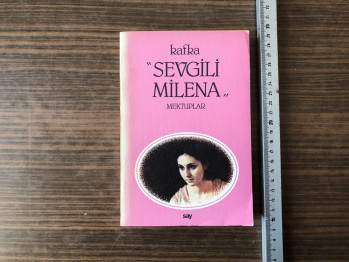 kafka
"SEVGİLİ
MİLENA"
MEKTUPLAR
say